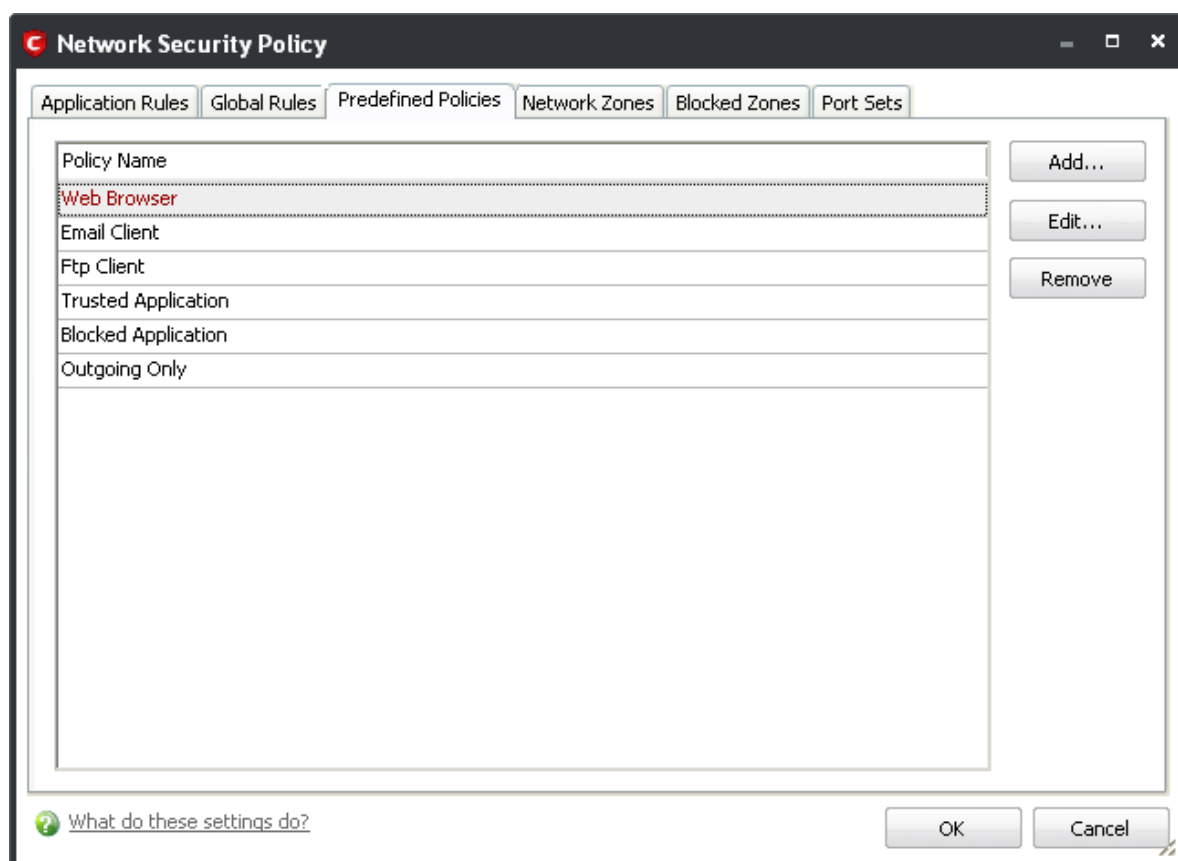 Network Security Policy
Application Rules Global Rules Predefined Policies Network Zones Blocked Zones Port Sets
Policy Name
Web Browser
Email Client
Ftp Client
Trusted Application
Blocked Application
Outgoing Only
Add...
Edit...
Remove
What do these settings do?
OK Cancel